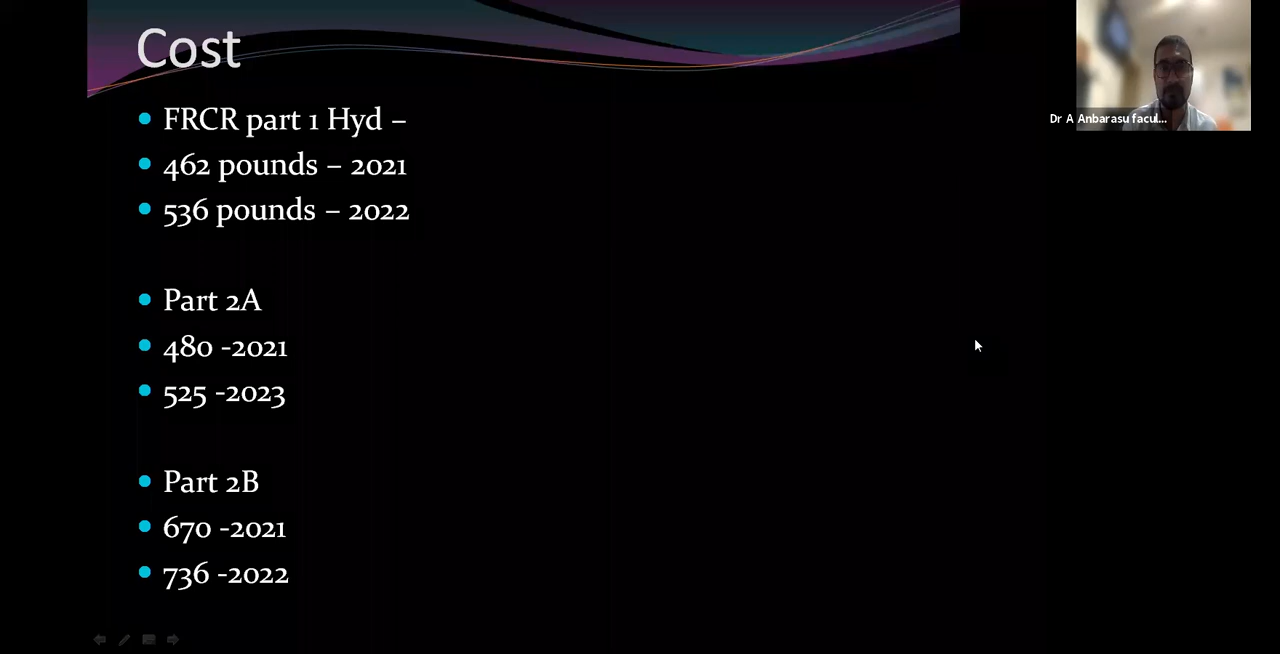 Cost
FRCR part 1 Hyd –
462 pounds – 2021
536 pounds – 2022
Part 2A
480 -2021
525 -2023
Part 2B
670 -2021
736 -2022
Dr A Anbarasu facul...